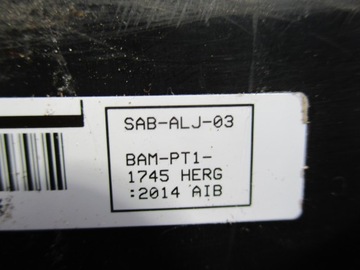 SAB-ALJ-03
BAM-PT1-
1745 HERG
:2014 AIB